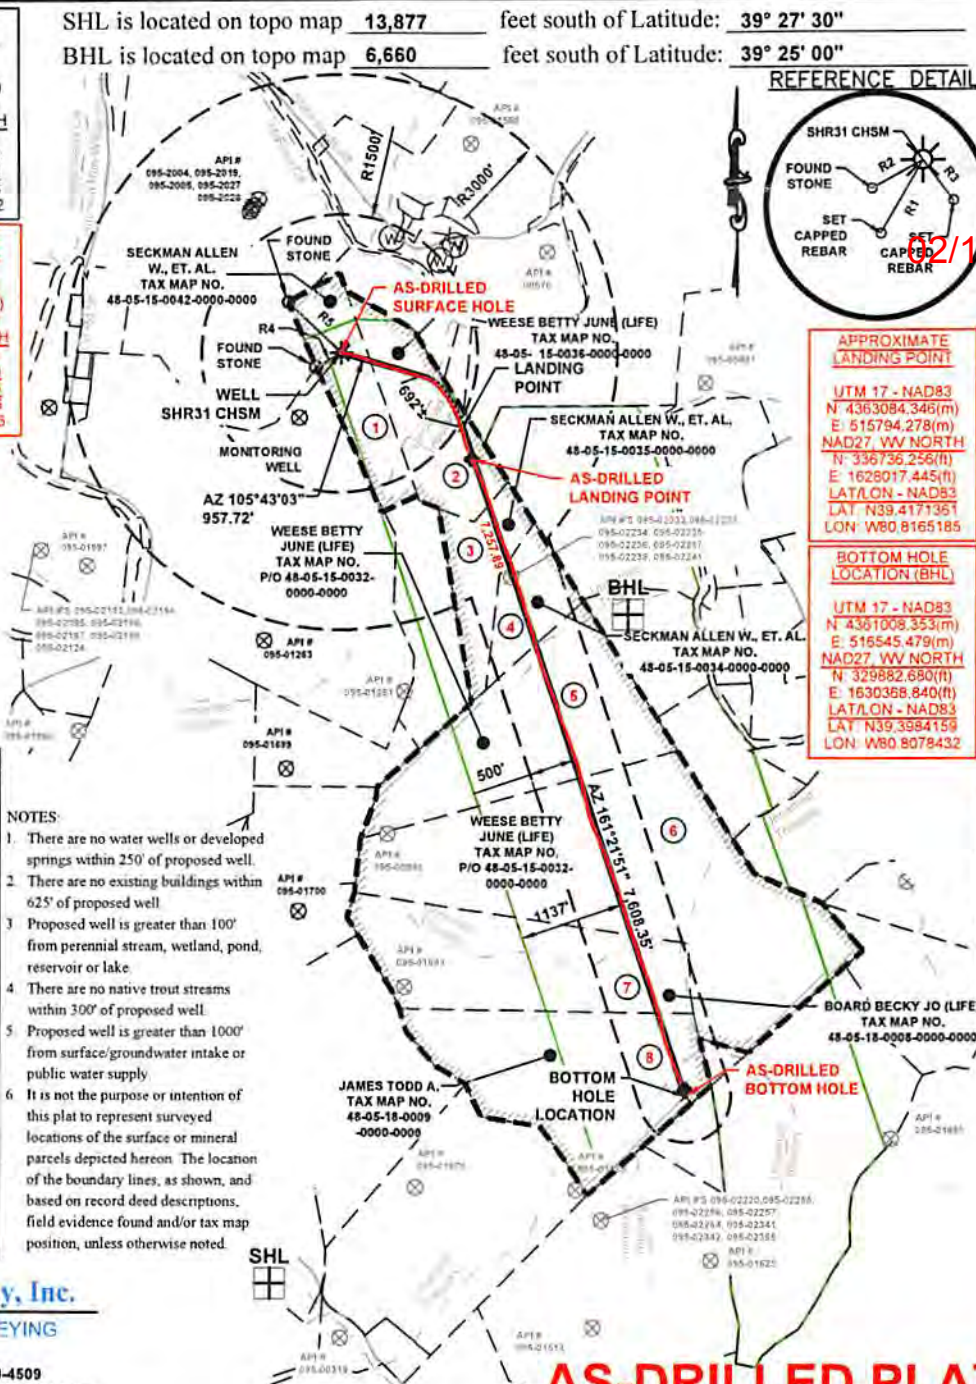 SHL is located on topo map 13,877 feet south of Latitude: 39° 27' 30"
BHL is located on topo map 6,660 feet south of Latitude: 39° 25' 00"
REFERENCE DETAIL
SHR31 CHSM
FOUND
STONE
R2
R3
R1
SET
CAPPED
REBAR
SET
CAPPED
REBAR
02/1
API #
095-2004, 095-2019,
095-2005, 095-2027
095-2028
R1500'
R3000'
W
W
W
API #
SECKMAN ALLEN
W., ET. AL.
TAX MAP NO.
48-05-15-0042-0000-0000
FOUND
STONE
AS-DRILLED
SURFACE HOLE
R5
R4
FOUND
STONE
WELL
SHR31 CHSM
MONITORING
WELL
WEESE BETTY JUNE (LIFE)
TAX MAP NO.
48-05- 15-0036-0000-0000
LANDING
POINT
692'±
1
2
3
4
5
6
7
8
SECKMAN ALLEN W., ET. AL.
TAX MAP NO.
48-05-15-0035-0000-0000
AS-DRILLED
LANDING POINT
AZ 105°43'03"
957.72'
WEESE BETTY
JUNE (LIFE)
TAX MAP NO.
P/O 48-05-15-0032-
0000-0000
7,257.89
BHL
SECKMAN ALLEN W., ET. AL.
TAX MAP NO.
48-05-15-0034-0000-0000
APPROXIMATE
LANDING POINT
UTM 17 - NAD83
N: 4363084.346(m)
E: 515794.278(m)
NAD27, WV NORTH
N: 336736.256(ft)
E: 1628017.445(ft)
LAT/LON - NAD83
LAT: N39.4171361
LON: W80.8165185
BOTTOM HOLE
LOCATION (BHL)
UTM 17 - NAD83
N: 4361008.353(m)
E: 516545.479(m)
NAD27, WV NORTH
N: 329882.680(ft)
E: 1630368.840(ft)
LAT/LON - NAD83
LAT: N39.3984159
LON: W80.8078432
API #
095-01263
API #
095-01699
API #
095-01700
500'
WEESE BETTY
JUNE (LIFE)
TAX MAP NO.
P/O 48-05-15-0032-
0000-0000
AZ 161°21'51" 7,608.35'
1137'
BOARD BECKY JO (LIFE
TAX MAP NO.
48-05-18-0008-0000-0000
JAMES TODD A.
TAX MAP NO.
48-05-18-0009
-0000-0000
BOTTOM
HOLE
LOCATION
AS-DRILLED
BOTTOM HOLE
NOTES:
1. There are no water wells or developed
springs within 250' of proposed well.
2. There are no existing buildings within
625' of proposed well.
3. Proposed well is greater than 100'
from perennial stream, wetland, pond,
reservoir or lake.
4. There are no native trout streams
within 300' of proposed well.
5. Proposed well is greater than 1000'
from surface/groundwater intake or
public water supply.
6. It is not the purpose or intention of
this plat to represent surveyed
locations of the surface or mineral
parcels depicted hereon. The location
of the boundary lines, as shown, and
based on record deed descriptions,
field evidence found and/or tax map
position, unless otherwise noted.
SHL
y, Inc.
EYING
-4509
AS-DRILLED PLAT